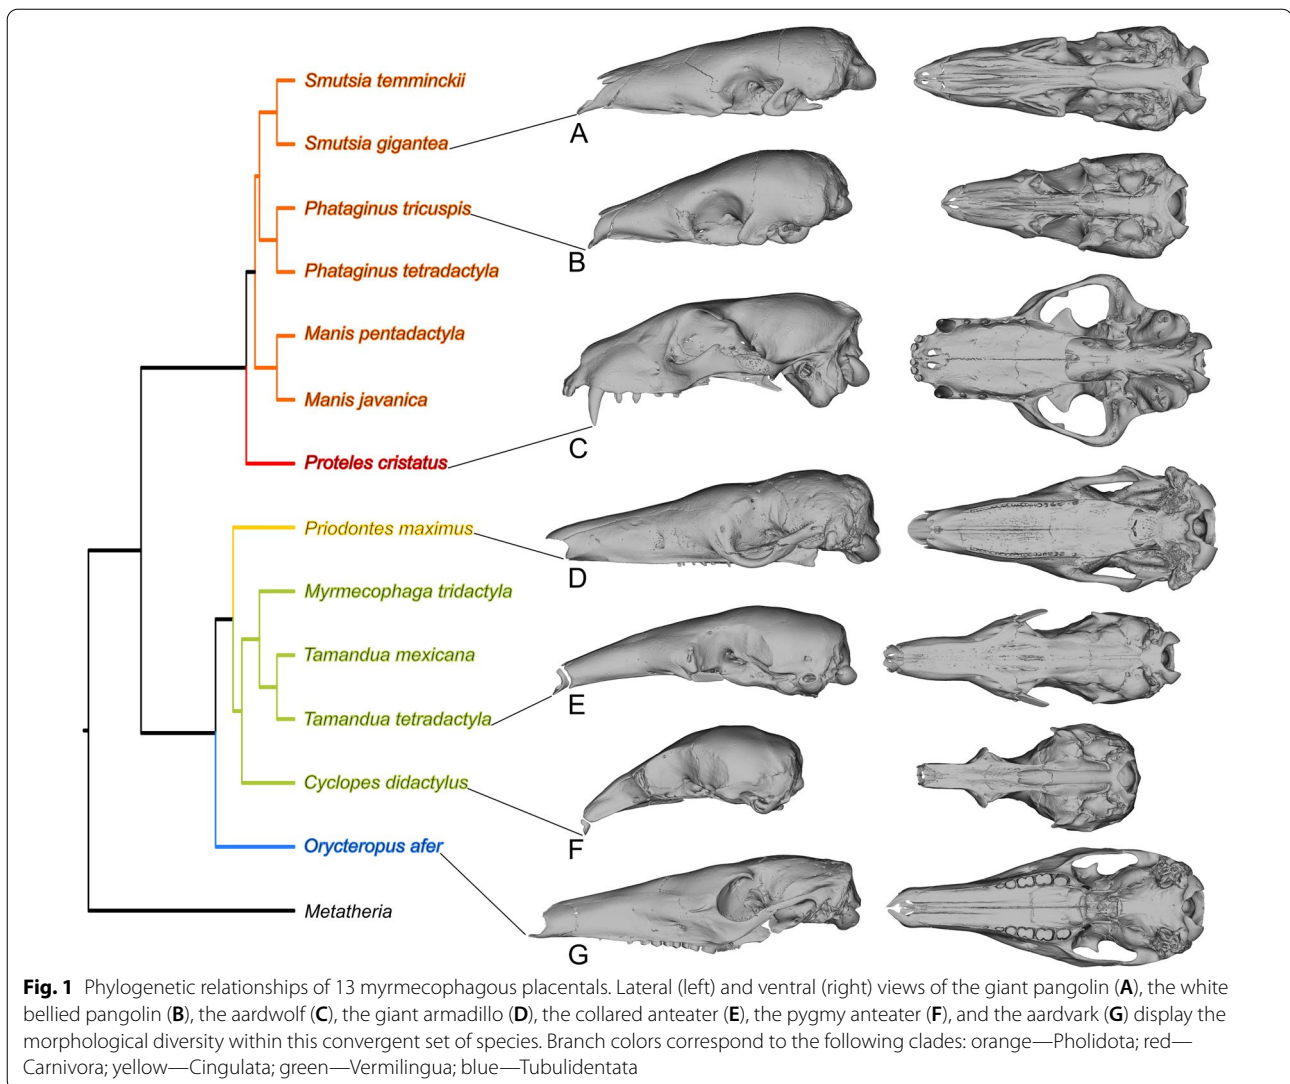 Smutsia temminckii
Smutsia gigantea
A
Phataginus tricuspis
B
Phataginus tetradactyla
Manis pentadactyla
Manis javanica
C
Proteles cristatus
Priodontes maximus
D
Myrmecophaga tridactyla
Tamandua mexicana
E
Tamandua tetradactyla
Cyclopes didactylus
F
Orycteropus afer
Metatheria
G
Fig. 1 Phylogenetic relationships of 13 myrmecophagous placentals. Lateral (left) and ventral (right) views of the giant pangolin (A), the white
bellied pangolin (B), the aardwolf (C), the giant armadillo (D), the collared anteater (E), the pygmy anteater (F), and the aardvark (G) display the
morphological diversity within this convergent set of species. Branch colors correspond to the following clades: orange—Pholidota; red—
Carnivora; yellow—Cingulata; green—Vermilingua; blue—Tubulidentata